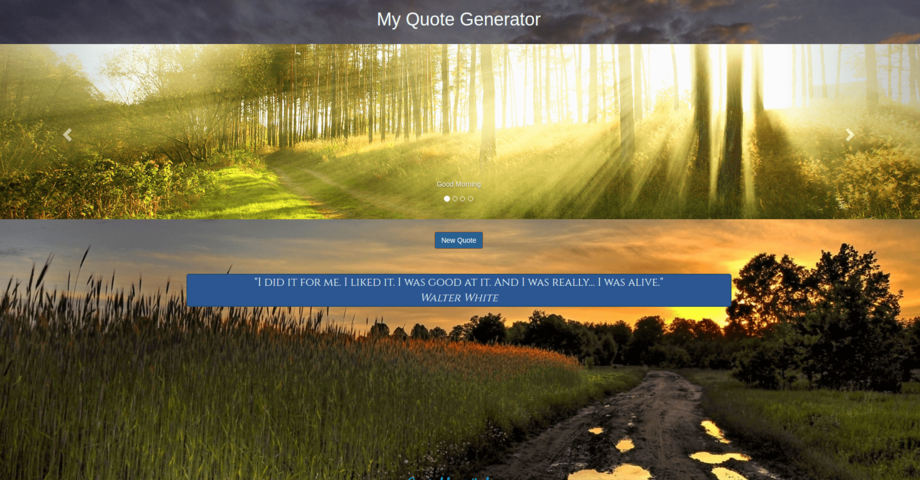 My Quote Generator
Good Morning
New Quote
"I did it for me. I liked it. I was good at it. And I was really... I was alive."
Walter White